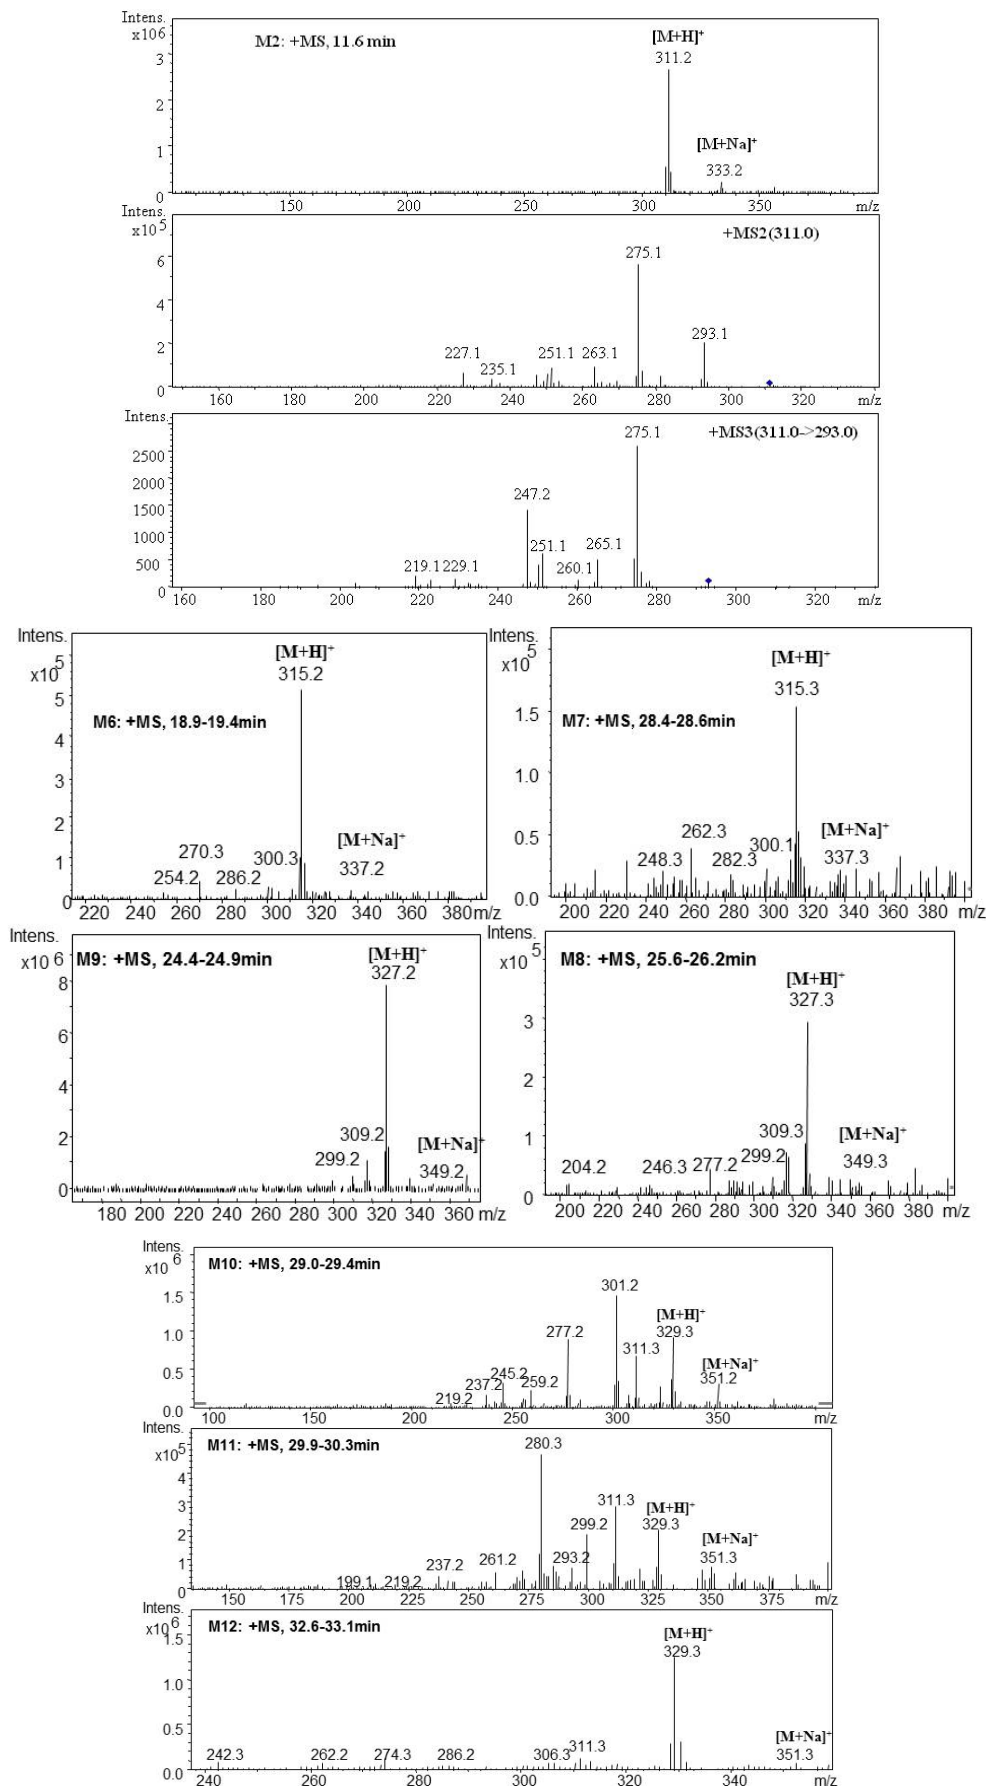 Intens.
x10⁶
M2: +MS, 11.6 min
[M+H]⁺
311.2
[M+Na]⁺
333.2
3
2
1
0
150 200 250 300 350 m/z
Intens.
x10⁵
+MS2(311.0)
275.1
293.1
227.1 235.1 251.1 263.1
6
4
2
0
160 180 200 220 240 260 280 300 320 m/z
Intens.
+MS3(311.0->293.0)
275.1
247.2
251.1 265.1
219.1 229.1 260.1
2500
2000
1500
1000
500
0
160 180 200 220 240 260 280 300 320 m/z
Intens.
x10⁵
[M+H]⁺
315.2
M6: +MS, 18.9-19.4min
[M+Na]⁺
337.2
270.3 300.3
254.2 286.2
5
4
3
2
1
0
220 240 260 280 300 320 340 360 380 m/z
Intens.
x10⁵
[M+H]⁺
315.3
M7: +MS, 28.4-28.6min
[M+Na]⁺
337.3
262.3 300.1
248.3 282.3
1.5
1.0
0.5
0.0
200 220 240 260 280 300 320 340 360 380 m/z
Intens.
x10⁶
M9: +MS, 24.4-24.9min
[M+H]⁺
327.2
309.2
299.2
[M+Na]⁺
349.2
8
6
4
2
0
180 200 220 240 260 280 300 320 340 360 m/z
Intens.
x10⁵
M8: +MS, 25.6-26.2min
[M+H]⁺
327.3
309.3
[M+Na]⁺
349.3
204.2 246.3 277.2 299.2
3
2
1
0
200 220 240 260 280 300 320 340 360 380 m/z
Intens.
x10⁶
M10: +MS, 29.0-29.4min
301.2
[M+H]⁺
329.3
277.2
311.3
[M+Na]⁺
351.2
245.2
237.2 259.2
219.2
1.5
1.0
0.5
0.0
100 150 200 250 300 350 m/z
Intens.
x10⁵
M11: +MS, 29.9-30.3min
280.3
311.3 [M+H]⁺
299.2 329.3
[M+Na]⁺
351.3
237.2 261.2 293.2
199.1 219.2
4
3
2
1
0
150 175 200 225 250 275 300 325 350 375 m/z
Intens.
x10⁶
M12: +MS, 32.6-33.1min
[M+H]⁺
329.3
[M+Na]⁺
351.3
242.3 262.2 274.3 286.2 306.3 311.3
1.5
1.0
0.5
0.0
240 260 280 300 320 340 m/z